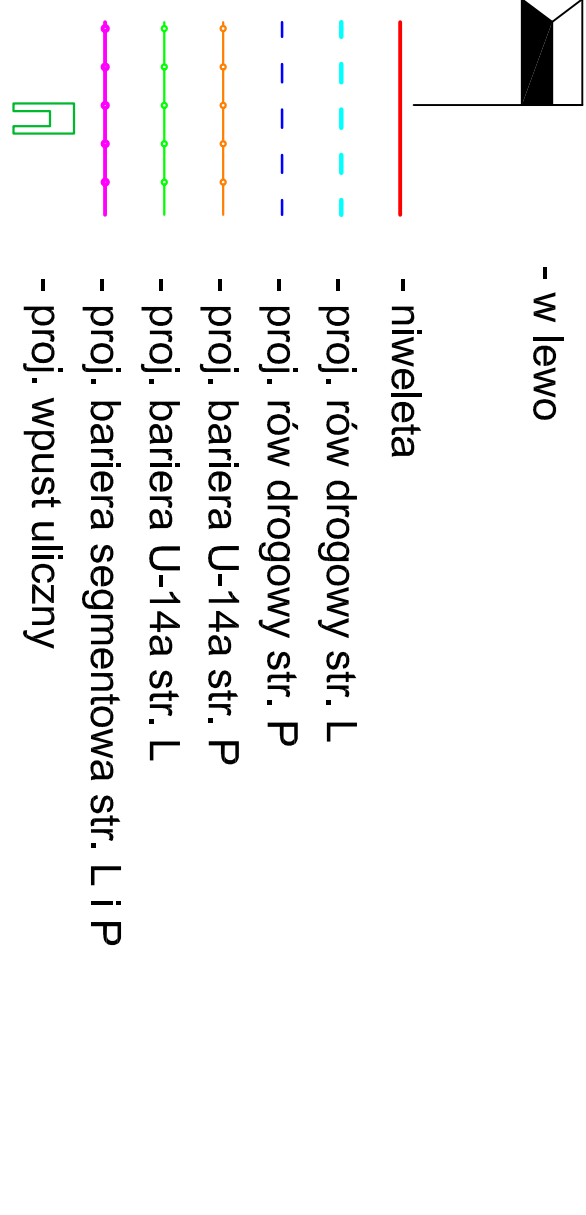 - w lewo
- niweleta
- proj. rów drogowy str. L
- proj. rów drogowy str. P
- proj. bariera U-14a str. P
- proj. bariera U-14a str. L
- proj. bariera segmentowa str. L i P
- proj. wpust uliczny